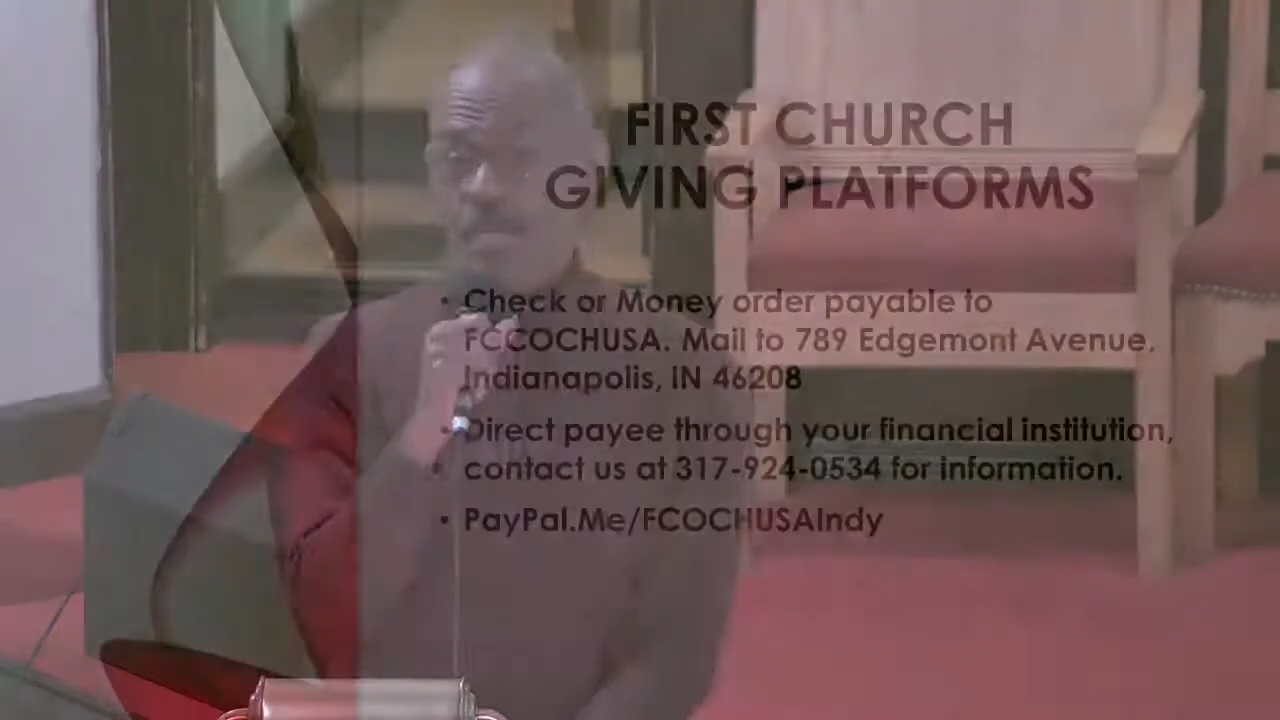 FIRST CHURCH
GIVING PLATFORMS
• Check or Money order payable to
FCCOCHUSA. Mail to 789 Edgemont Avenue,
Indianapolis, IN 46208
• Direct payee through your financial institution,
• contact us at 317-924-0534 for information.
• PayPal.Me/FCOCHUSAIndy